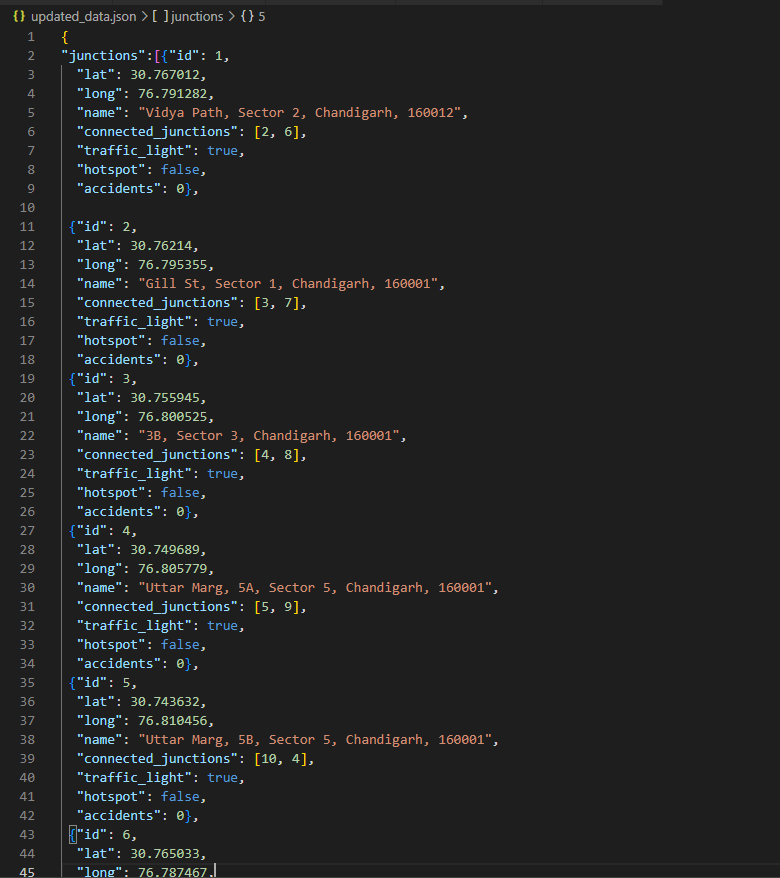 {} updated_data.json > [ ] junctions > {} 5
1 {
2 "junctions":[{"id": 1,
3 "lat": 30.767012,
4 "long": 76.791282,
5 "name": "Vidya Path, Sector 2, Chandigarh, 160012",
6 "connected_junctions": [2, 6],
7 "traffic_light": true,
8 "hotspot": false,
9 "accidents": 0},
10
11 {"id": 2,
12 "lat": 30.76214,
13 "long": 76.795355,
14 "name": "Gill St, Sector 1, Chandigarh, 160001",
15 "connected_junctions": [3, 7],
16 "traffic_light": true,
17 "hotspot": false,
18 "accidents": 0},
19 {"id": 3,
20 "lat": 30.755945,
21 "long": 76.800525,
22 "name": "3B, Sector 3, Chandigarh, 160001",
23 "connected_junctions": [4, 8],
24 "traffic_light": true,
25 "hotspot": false,
26 "accidents": 0},
27 {"id": 4,
28 "lat": 30.749689,
29 "long": 76.805779,
30 "name": "Uttar Marg, 5A, Sector 5, Chandigarh, 160001",
31 "connected_junctions": [5, 9],
32 "traffic_light": true,
33 "hotspot": false,
34 "accidents": 0},
35 {"id": 5,
36 "lat": 30.743632,
37 "long": 76.810456,
38 "name": "Uttar Marg, 5B, Sector 5, Chandigarh, 160001",
39 "connected_junctions": [10, 4],
40 "traffic_light": true,
41 "hotspot": false,
42 "accidents": 0},
43 {"id": 6,
44 "lat": 30.765033,
45 "long": 76.787467,